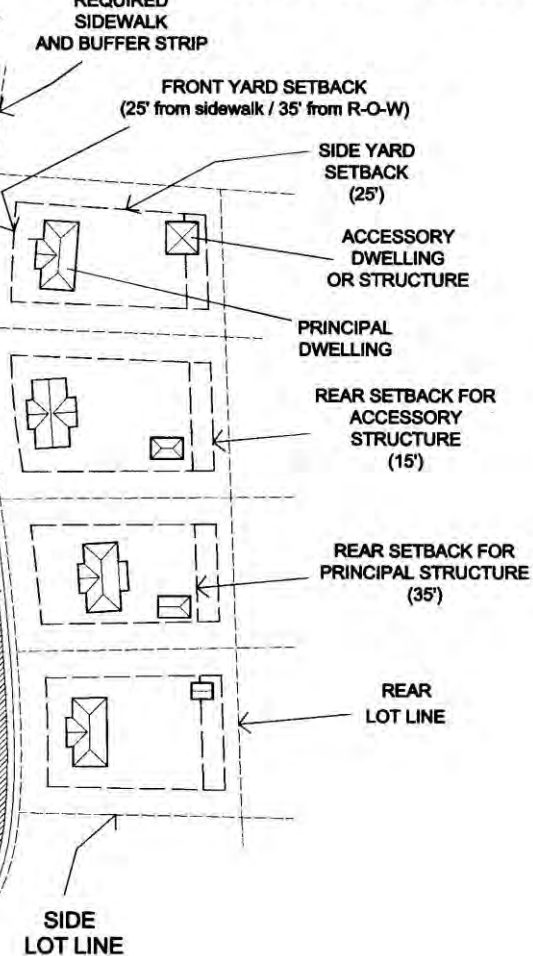 REQUIRED
SIDEWALK
AND BUFFER STRIP
FRONT YARD SETBACK
(25' from sidewalk / 35' from R-O-W)
SIDE YARD
SETBACK
(25')
ACCESSORY
DWELLING
OR STRUCTURE
PRINCIPAL
DWELLING
REAR SETBACK FOR
ACCESSORY
STRUCTURE
(15')
REAR SETBACK FOR
PRINCIPAL STRUCTURE
(35')
REAR
LOT LINE
SIDE
LOT LINE